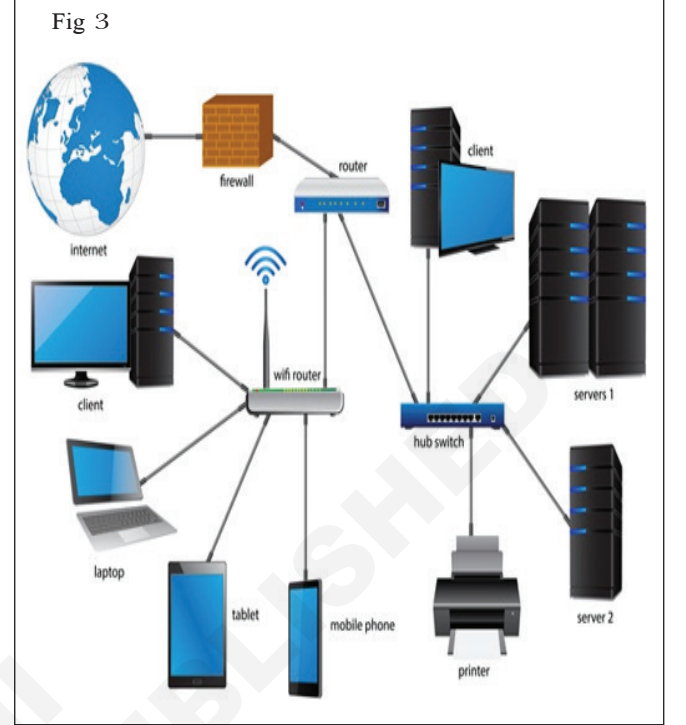 Fig 3
internet
firewall
router
client
servers 1
client
wifi router
hub switch
laptop
tablet
mobile phone
printer
server 2